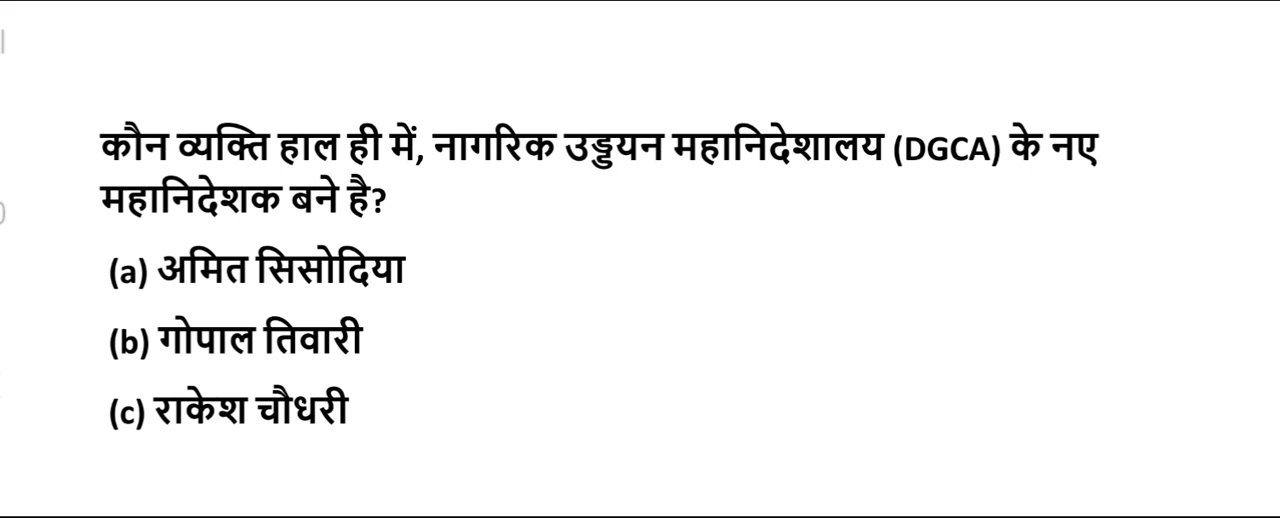 कौन व्यक्ति हाल ही में, नागरिक उड्डयन महानिदेशालय (DGCA) के नए
महानिदेशक बने है?
(a) अमित सिसोदिया
(b) गोपाल तिवारी
(c) राकेश चौधरी